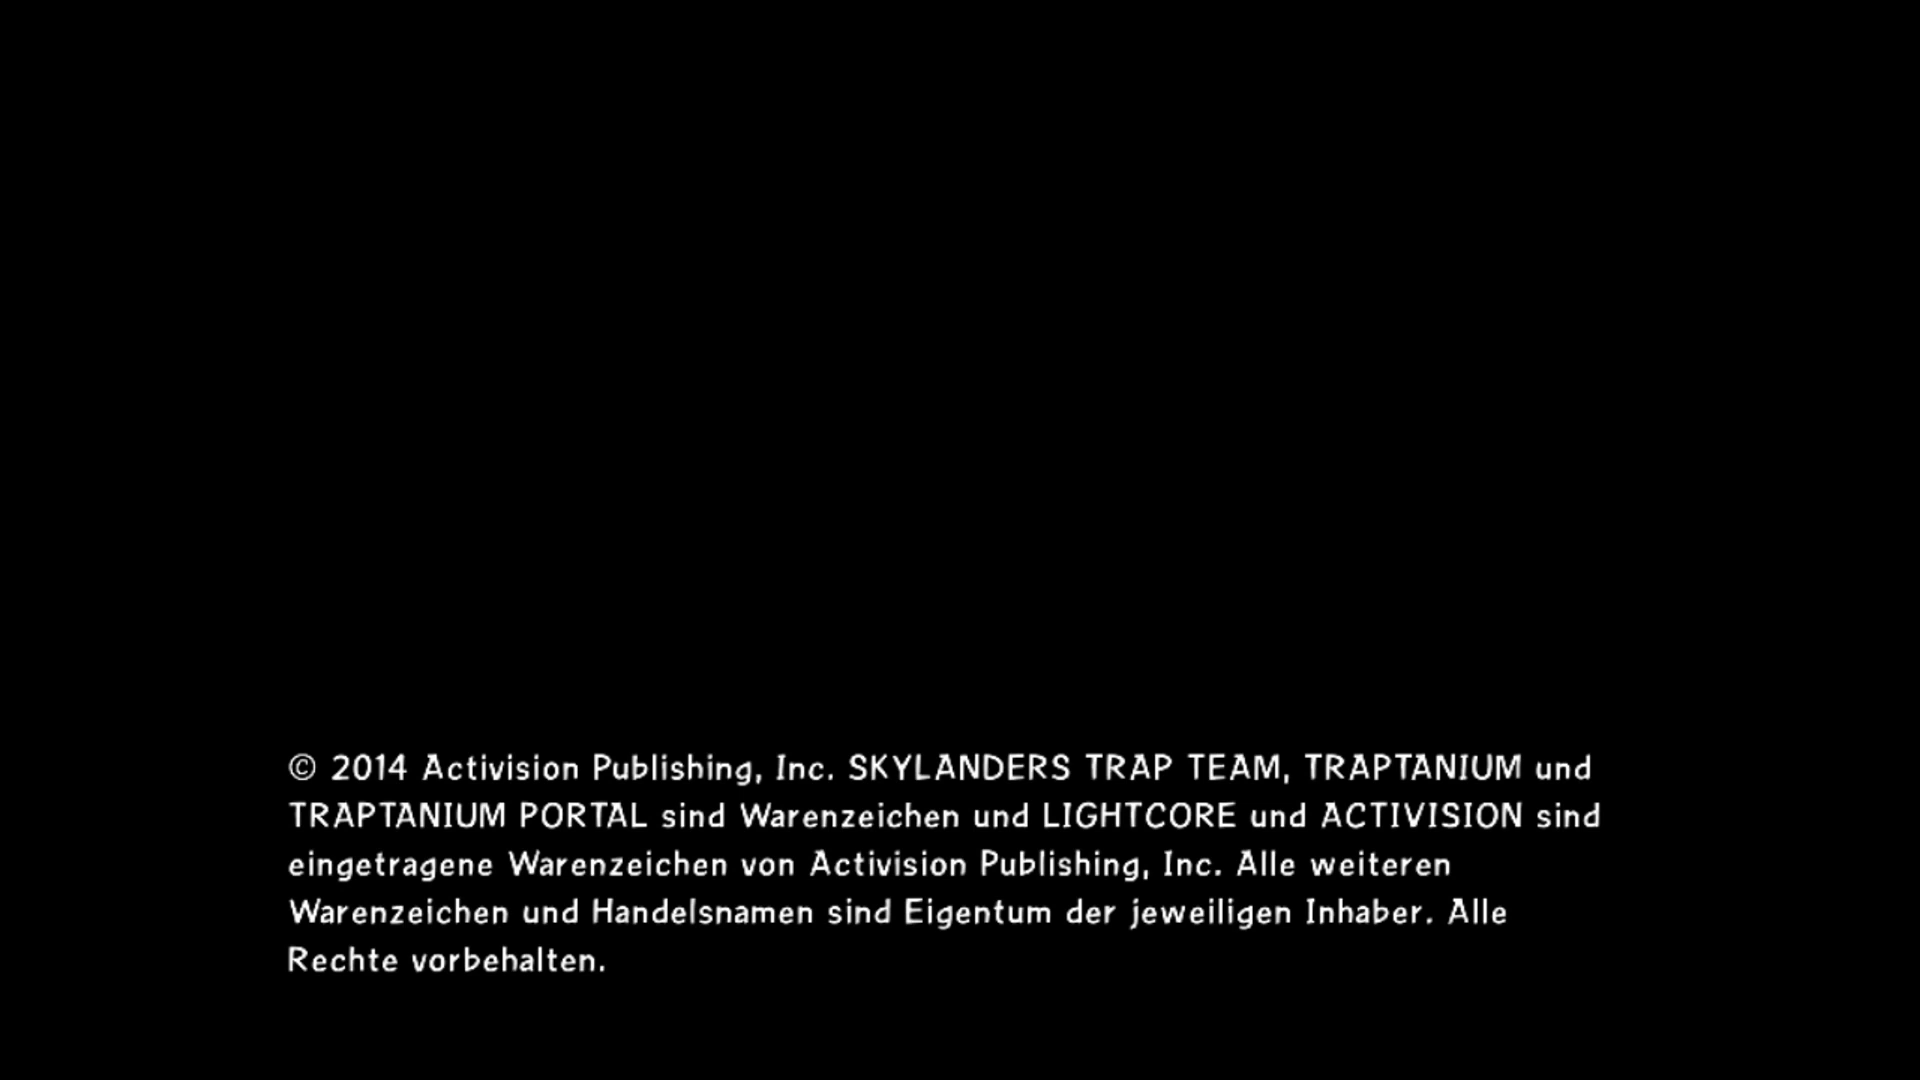 © 2014 Activision Publishing, Inc. SKYLANDERS TRAP TEAM, TRAPTANIUM und
TRAPTANIUM PORTAL sind Warenzeichen und LIGHTCORE und ACTIVISION sind
eingetragene Warenzeichen von Activision Publishing, Inc. Alle weiteren
Warenzeichen und Handelsnamen sind Eigentum der jeweiligen Inhaber. Alle
Rechte vorbehalten.